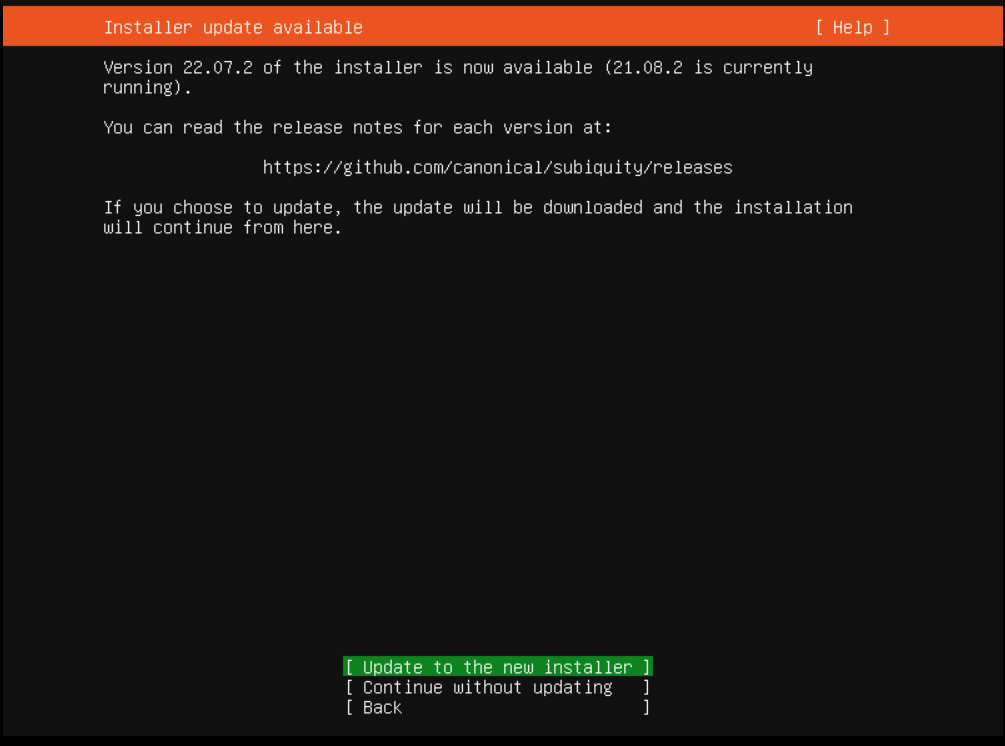 Installer update available [ Help ]
Version 22.07.2 of the installer is now available (21.08.2 is currently
running).
You can read the release notes for each version at:
https://github.com/canonical/subiquity/releases
If you choose to update, the update will be downloaded and the installation
will continue from here.
[ Update to the new installer ]
[ Continue without updating ]
[ Back ]